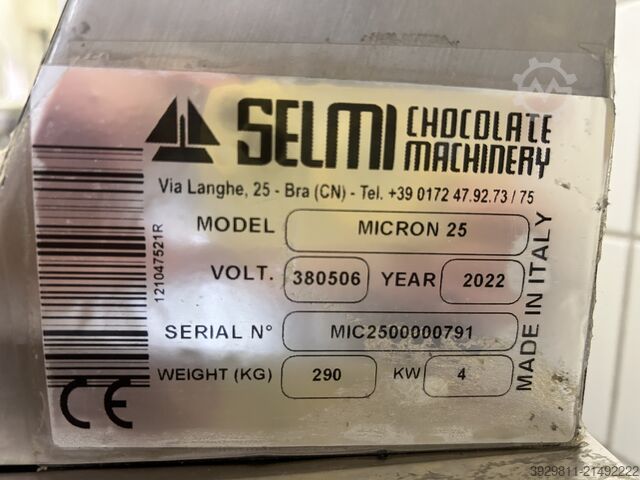 SELMI CHOCOLATE MACHINERY
Via Langhe, 25 - Bra (CN) - Tel. +39 0172 47.92.73 / 75
MODEL MICRON 25
VOLT. 380506 YEAR 2022
SERIAL N° MIC2500000791
WEIGHT (KG) 290 KW 4
MADE IN ITALY
121047521R
CE
3929811-21492222